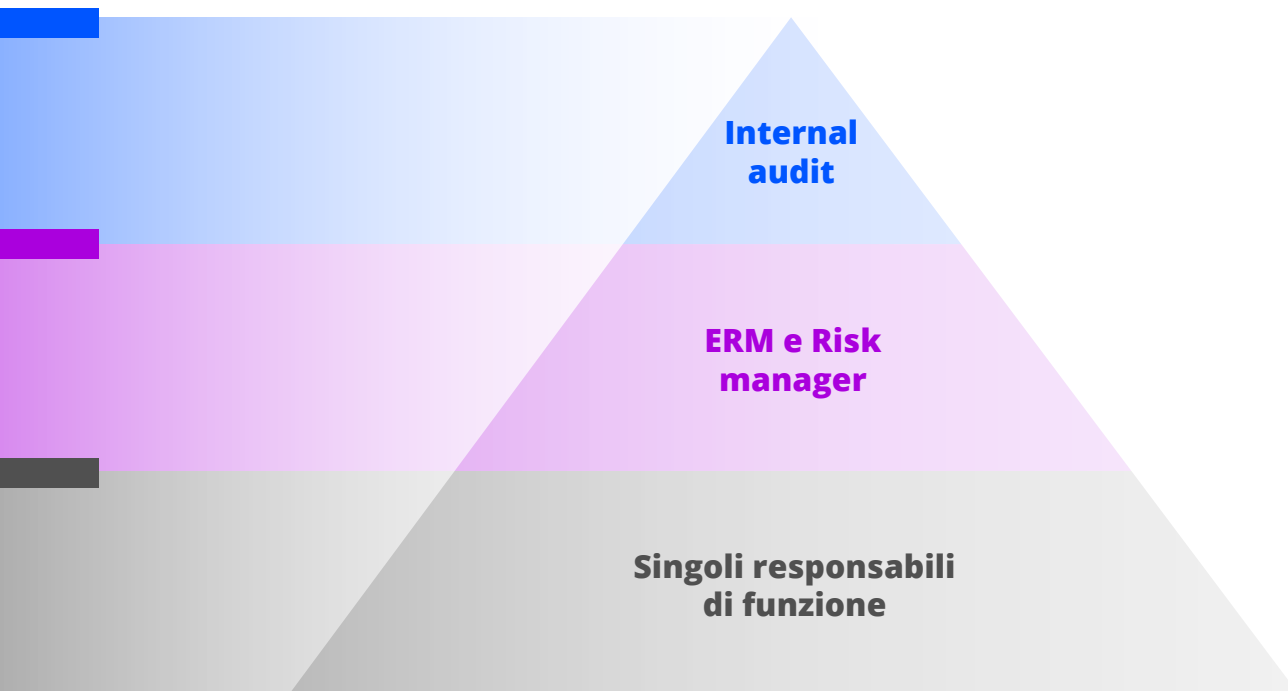 Internal
audit
ERM e Risk
manager
Singoli responsabili
di funzione